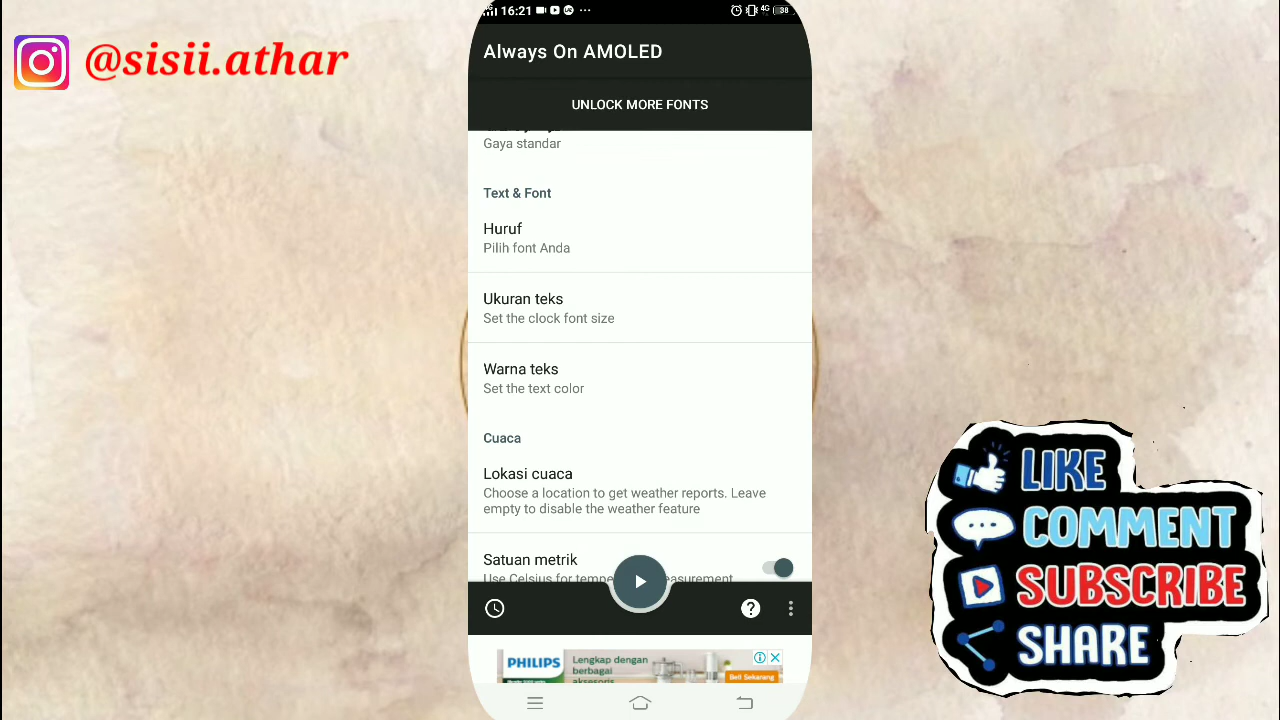 @sisii.athar
16:21
4G
38
Always On AMOLED
UNLOCK MORE FONTS
Gaya standar
Text & Font
Huruf
Pilih font Anda
Ukuran teks
Set the clock font size
Warna teks
Set the text color
Cuaca
Lokasi cuaca
Choose a location to get weather reports. Leave
empty to disable the weather feature
Satuan metrik
Use Celsius for
PHILIPS
Lengkap dengan
berbagai
aksesoris
Beli Sekarang
LIKE
COMMENT
SUBSCRIBE
SHARE